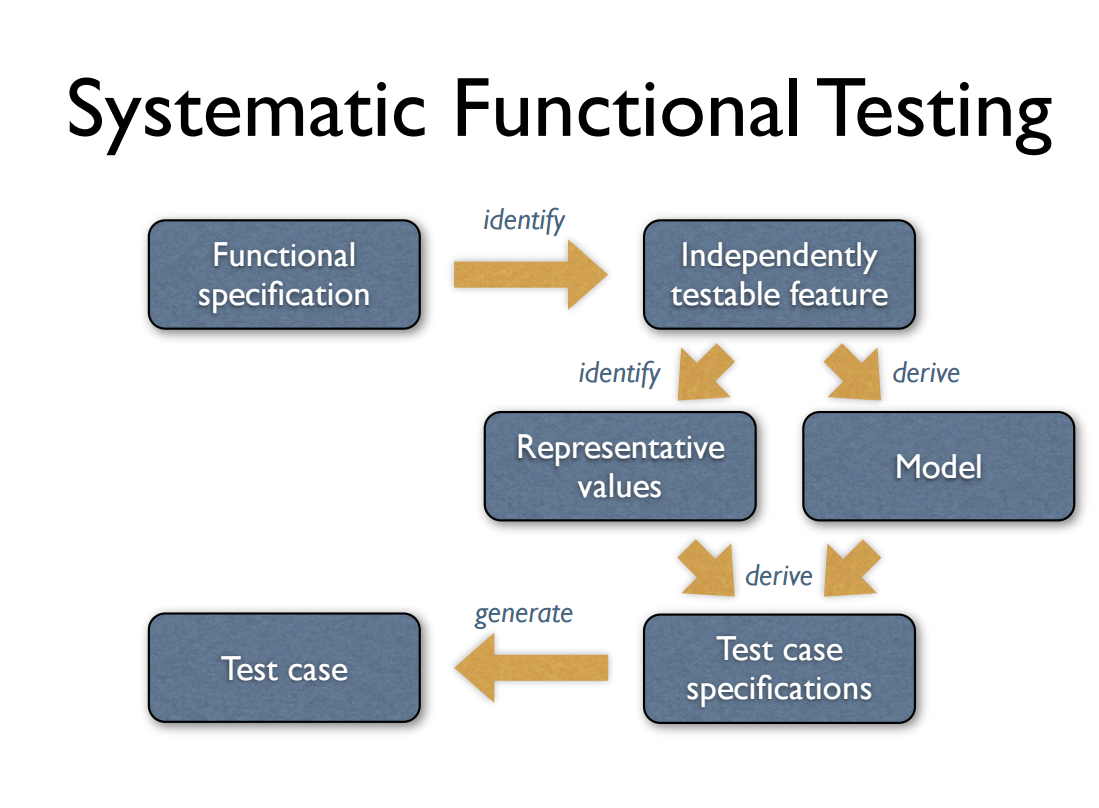 Systematic Functional Testing
identify
Functional
specification
Independently
testable feature
identify
derive
Representative
values
Model
derive
generate
Test case
Test case
specifications